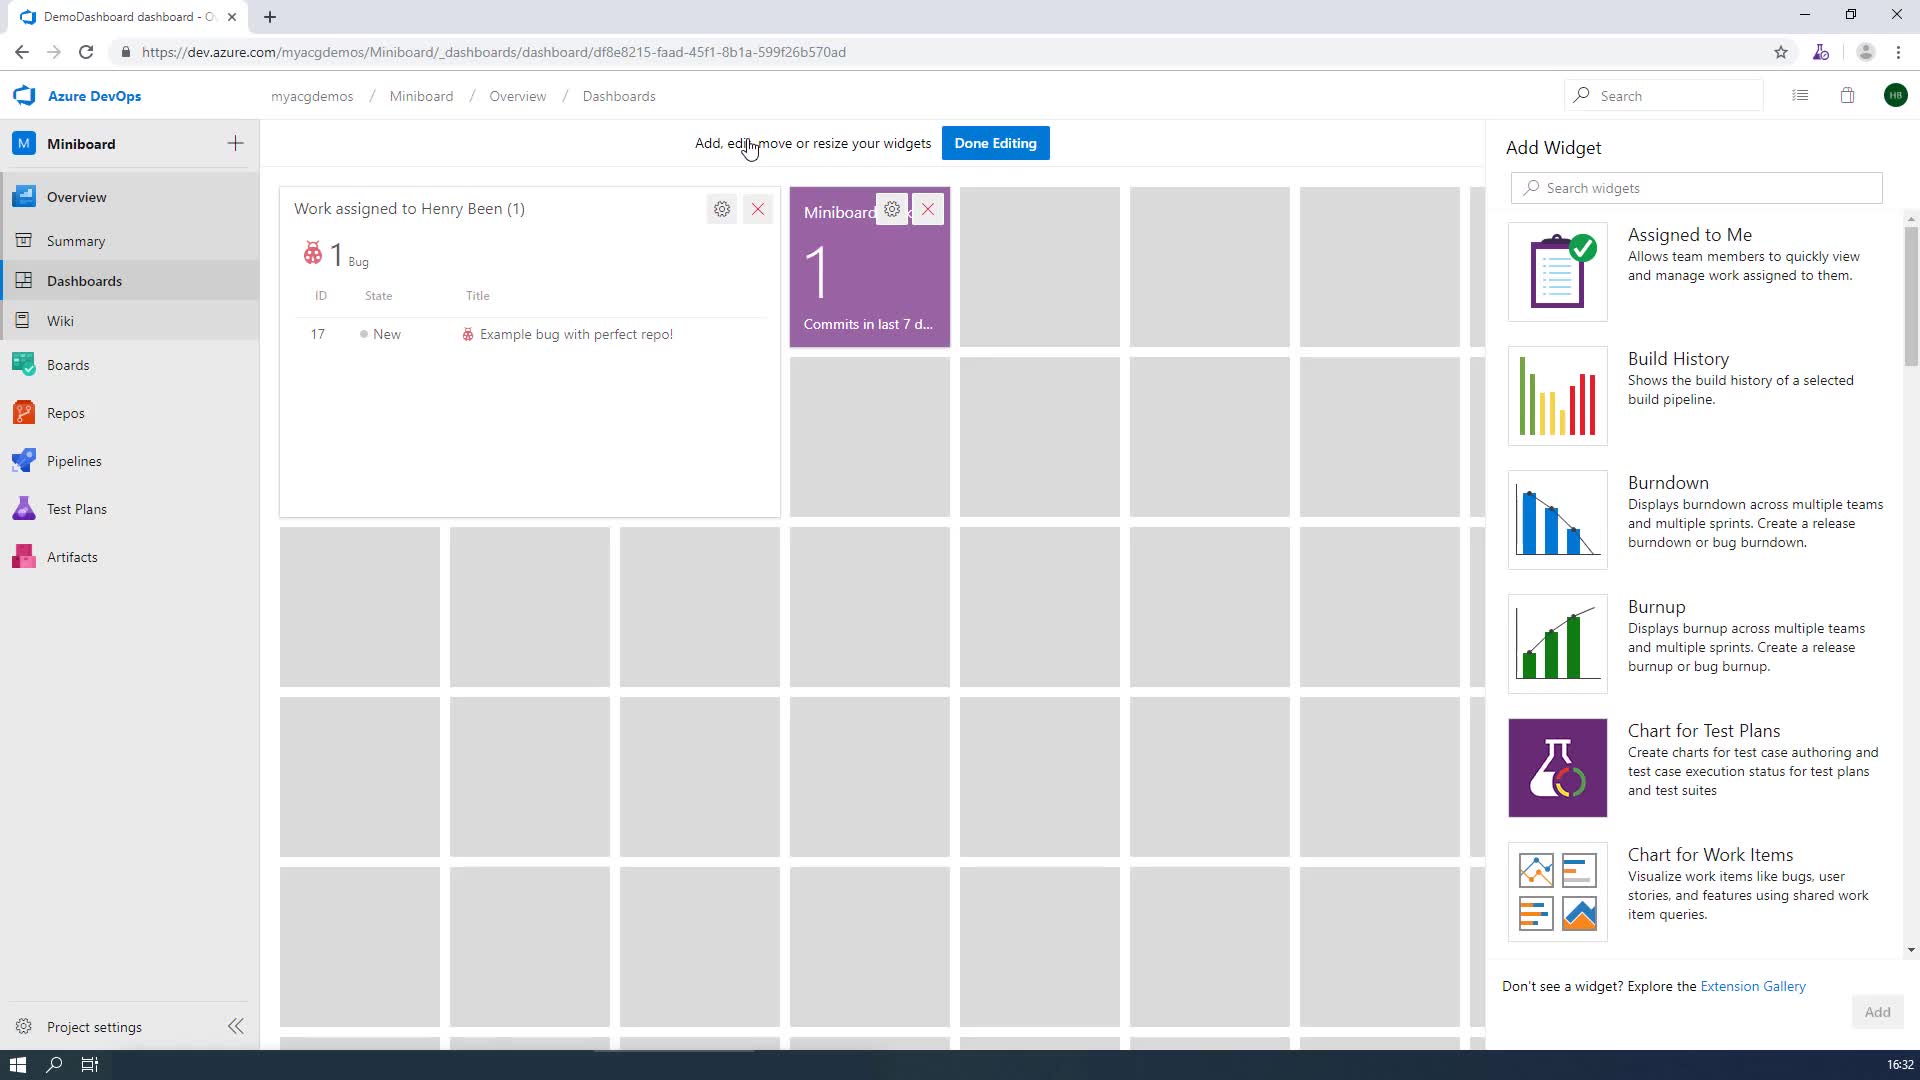 DemoDashboard dashboard - O
https://dev.azure.com/myacgdemos/Miniboard/_dashboards/dashboard/df8e8215-faad-45f1-8b1a-599f26b570ad
Azure DevOps
myacgdemos / Miniboard / Overview / Dashboards
Search
HB
M Miniboard
Overview
Summary
Dashboards
Wiki
Boards
Repos
Pipelines
Test Plans
Artifacts
Project settings
Add, edit, move or resize your widgets
Done Editing
Work assigned to Henry Been (1)
1 Bug
ID State Title
17 New Example bug with perfect repo!
Miniboard
1
Commits in last 7 d...
Add Widget
Search widgets
Assigned to Me
Allows team members to quickly view
and manage work assigned to them.
Build History
Shows the build history of a selected
build pipeline.
Burndown
Displays burndown across multiple teams
and multiple sprints. Create a release
burndown or bug burndown.
Burnup
Displays burnup across multiple teams
and multiple sprints. Create a release
burnup or bug burnup.
Chart for Test Plans
Create charts for test case authoring and
test case execution status for test plans
and test suites
Chart for Work Items
Visualize work items like bugs, user
stories, and features using shared work
item queries.
Don't see a widget? Explore the Extension Gallery
Add
16:32